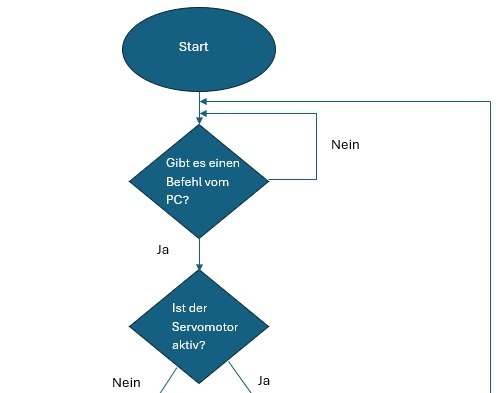 Start
Gibt es einen
Befehl vom
PC?
Nein
Ja
Ist der
Servomotor
aktiv?
Nein
Ja